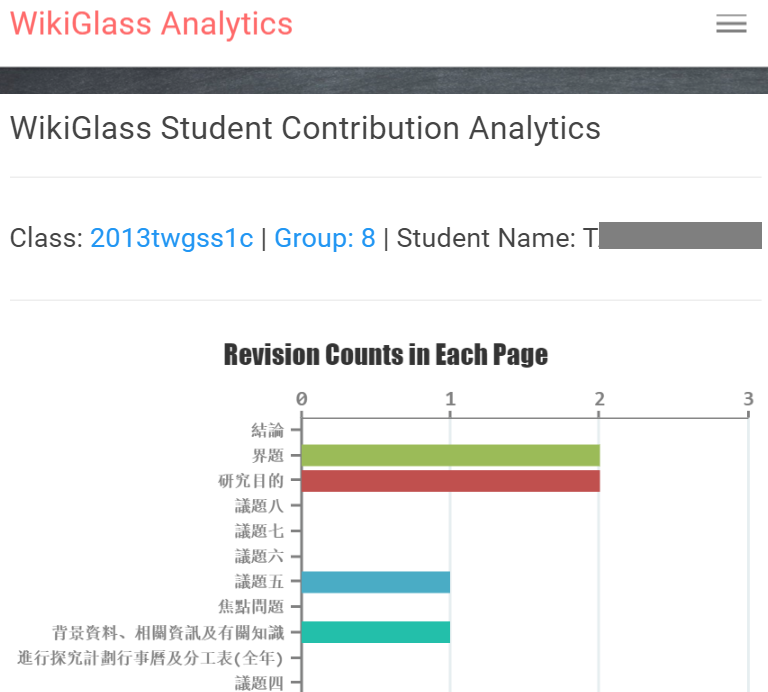 WikiGlass Analytics
WikiGlass Student Contribution Analytics
Class: 2013twgss1c | Group: 8 | Student Name: T
Revision Counts in Each Page
0 1 2 3
結論
界題
研究目的
議題八
議題七
議題六
議題五
焦點問題
背景資料、相關資訊及有關知識
進行探究計劃行事曆及分工表(全年)
議題四